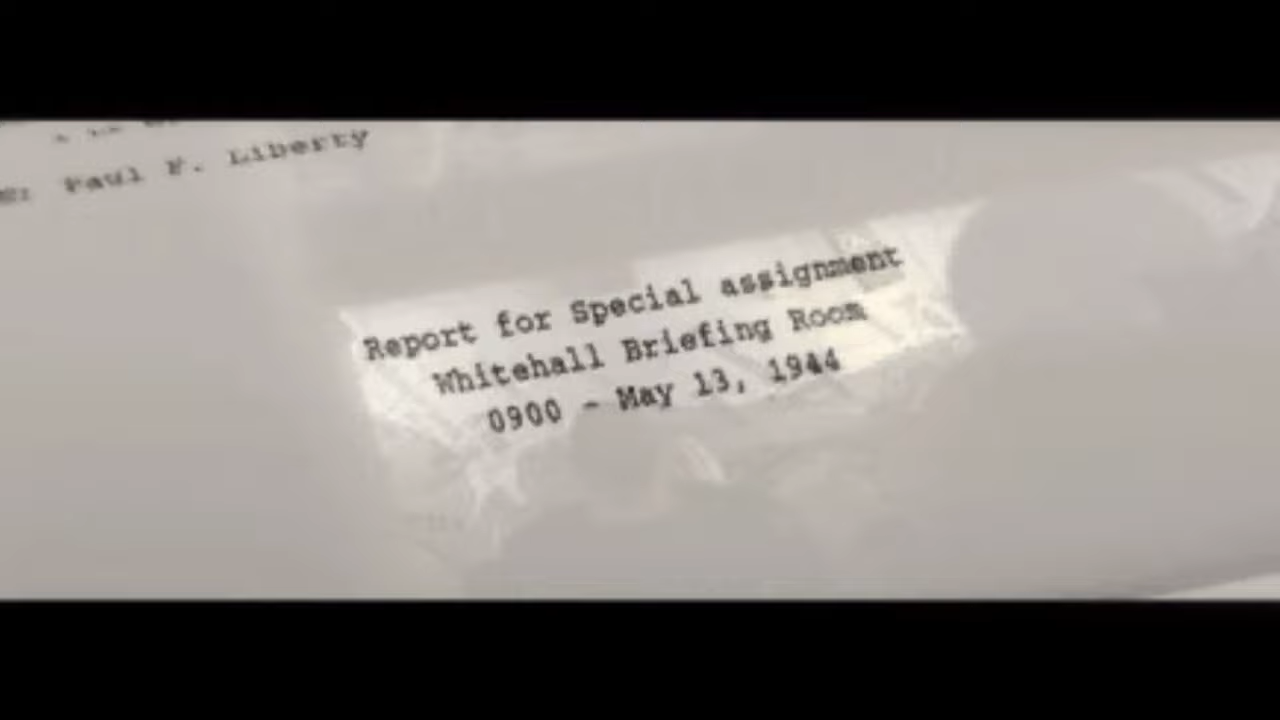 Paul F. Liberty
Report for Special assignment
Whitehall Briefing Room
0900 - May 13, 1944